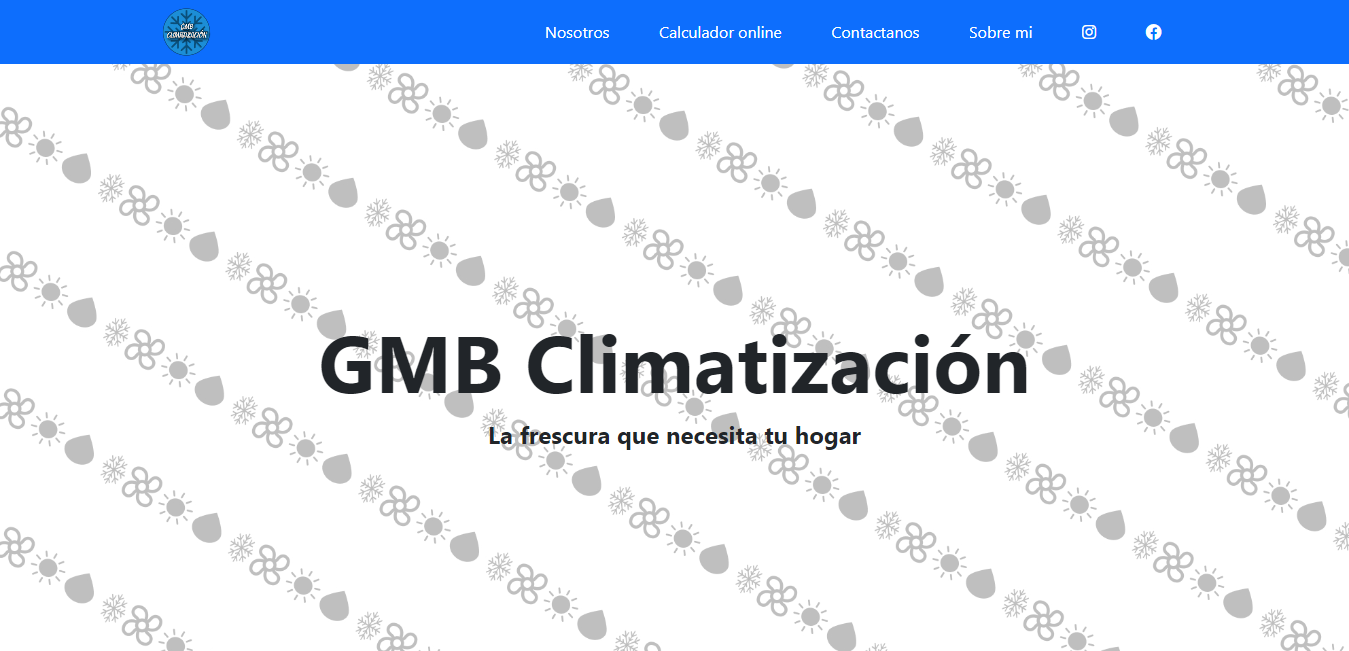 GMB
CLIMATIZACIÓN
Nosotros
Calculador online
Contactanos
Sobre mi
GMB Climatización
La frescura que necesita tu hogar